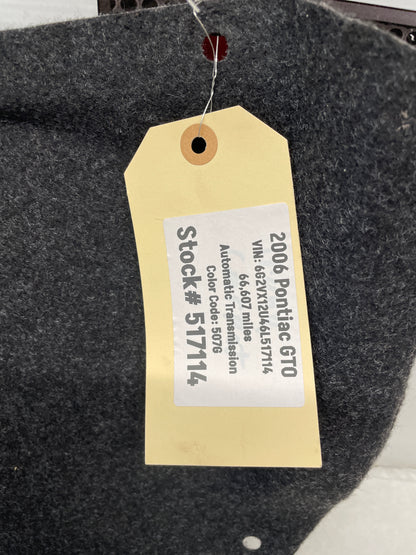 2006 Pontiac GTO
VIN: 6G2VX12U46L517114
66,607 miles
Automatic Transmission
Color Code: 507G
Stock# 517114